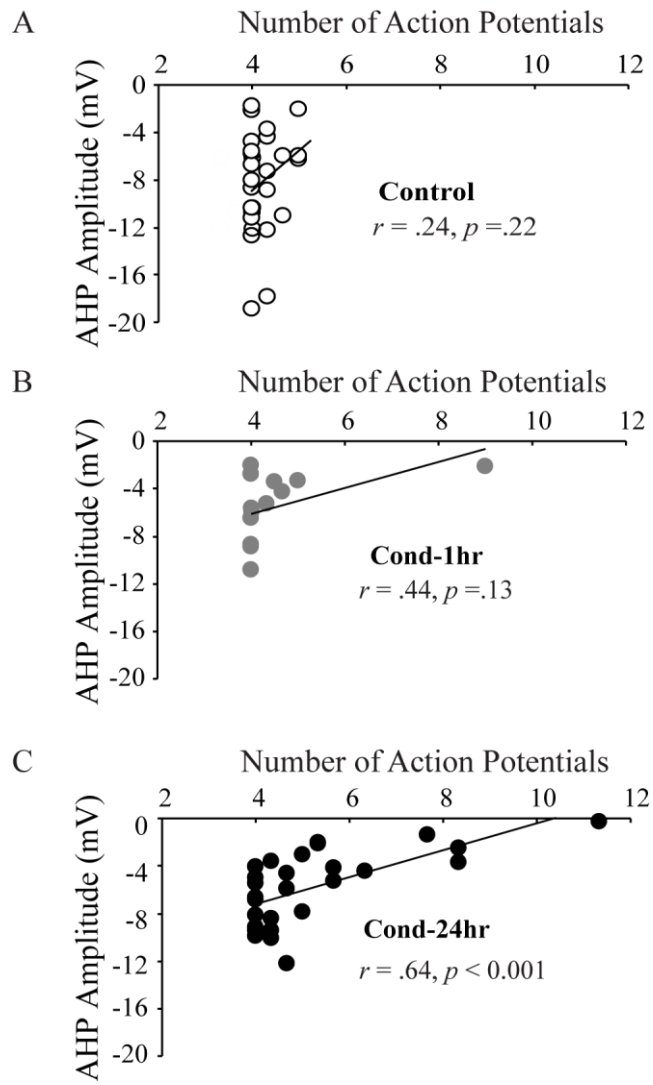 A
Number of Action Potentials
2 4 6 8 10 12
AHP Amplitude (mV)
0
-4
-8
-12
-16
-20
Control
r = .24, p =.22
B
Number of Action Potentials
2 4 6 8 10 12
AHP Amplitude (mV)
0
-4
-8
-12
-16
-20
Cond-1hr
r = .44, p =.13
C
Number of Action Potentials
2 4 6 8 10 12
AHP Amplitude (mV)
0
-4
-8
-12
-16
-20
Cond-24hr
r = .64, p < 0.001